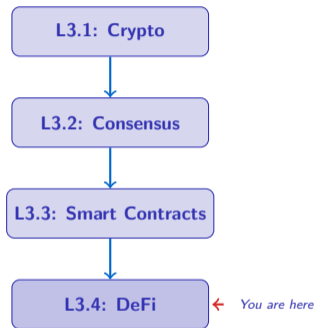 L3.1: Crypto
L3.2: Consensus
L3.3: Smart Contracts
L3.4: DeFi
You are here